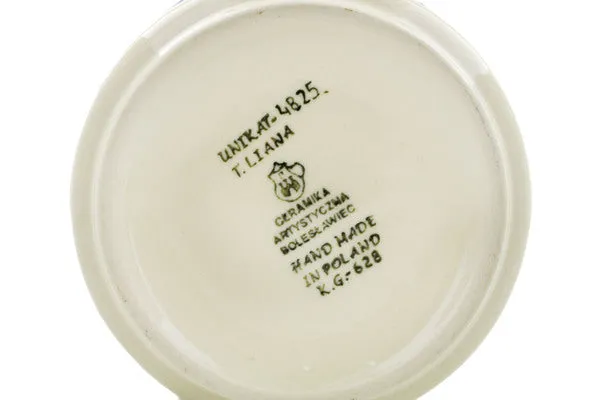 UNIKAT-4825.
T. LIANA
CERAMIKA
ARTYSTYCZNA
BOLESŁAWIEC
HAND MADE
IN POLAND
K.G.-628